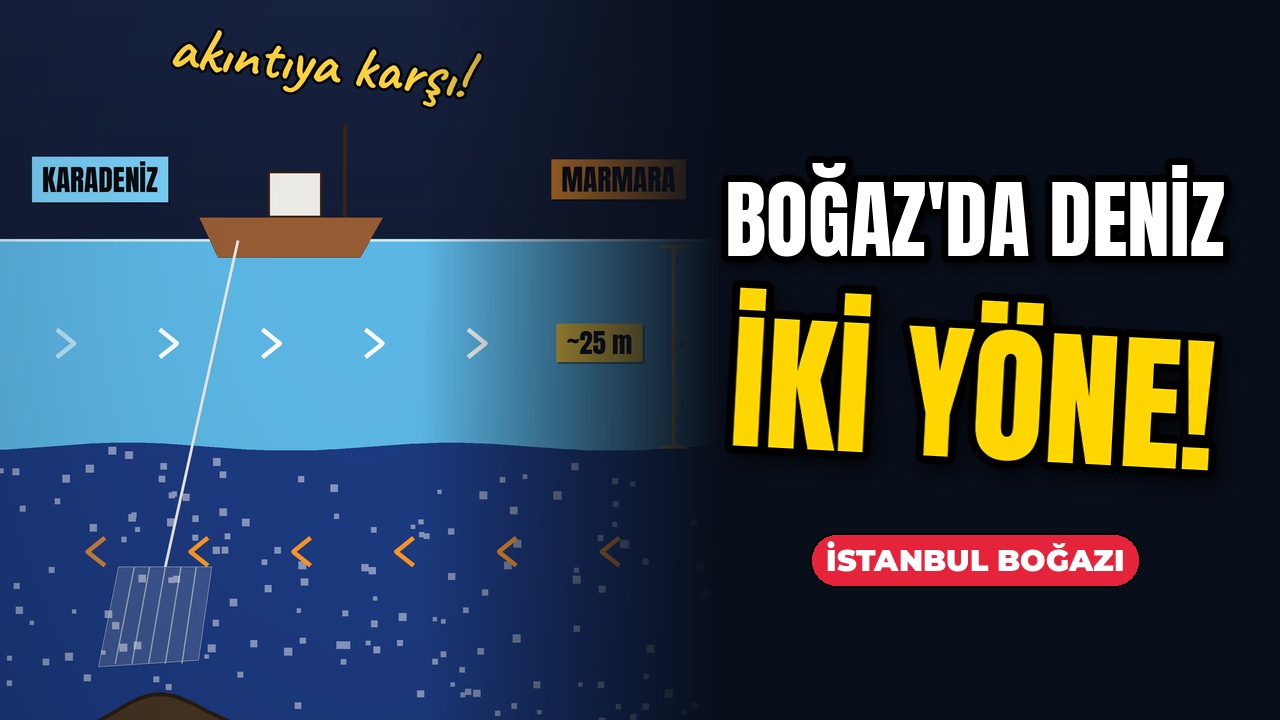 akıntıya karşı!
KARADENİZ
MARMARA
~25 m
BOĞAZ'DA DENİZ
İKİ YÖNE!
İSTANBUL BOĞAZI